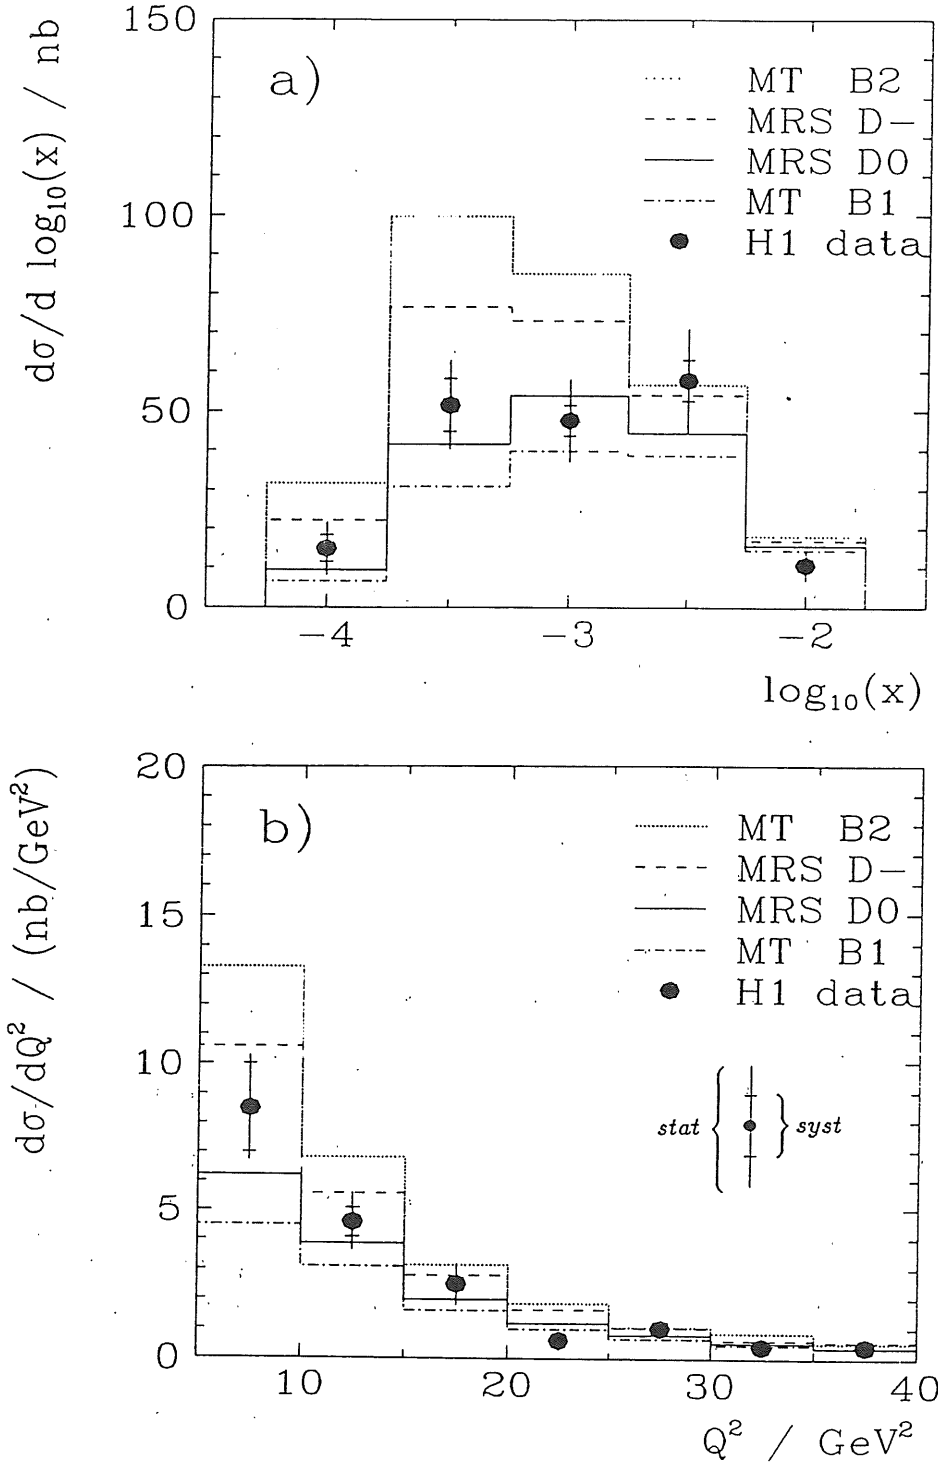 dσ/d log₁₀(x) / nb
150
100
50
0
a)
MT B2
MRS D-
MRS D0
MT B1
H1 data
-4 -3 -2
log₁₀(x)
dσ/dQ² / (nb/GeV²)
20
15
10
5
0
b)
MT B2
MRS D-
MRS D0
MT B1
H1 data
stat syst
10 20 30 40
Q² / GeV²